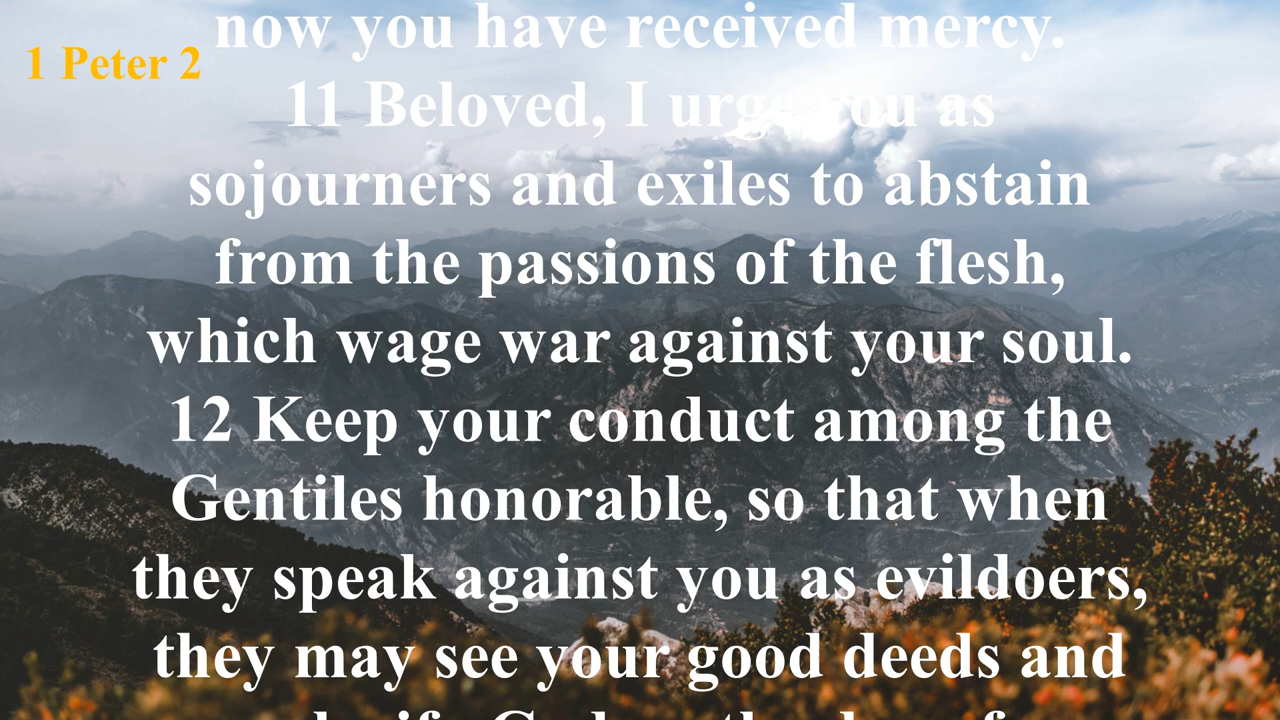 now you have received mercy.
1 Peter 2
11 Beloved, I urge you as
sojourners and exiles to abstain
from the passions of the flesh,
which wage war against your soul.
12 Keep your conduct among the
Gentiles honorable, so that when
they speak against you as evildoers,
they may see your good deeds and